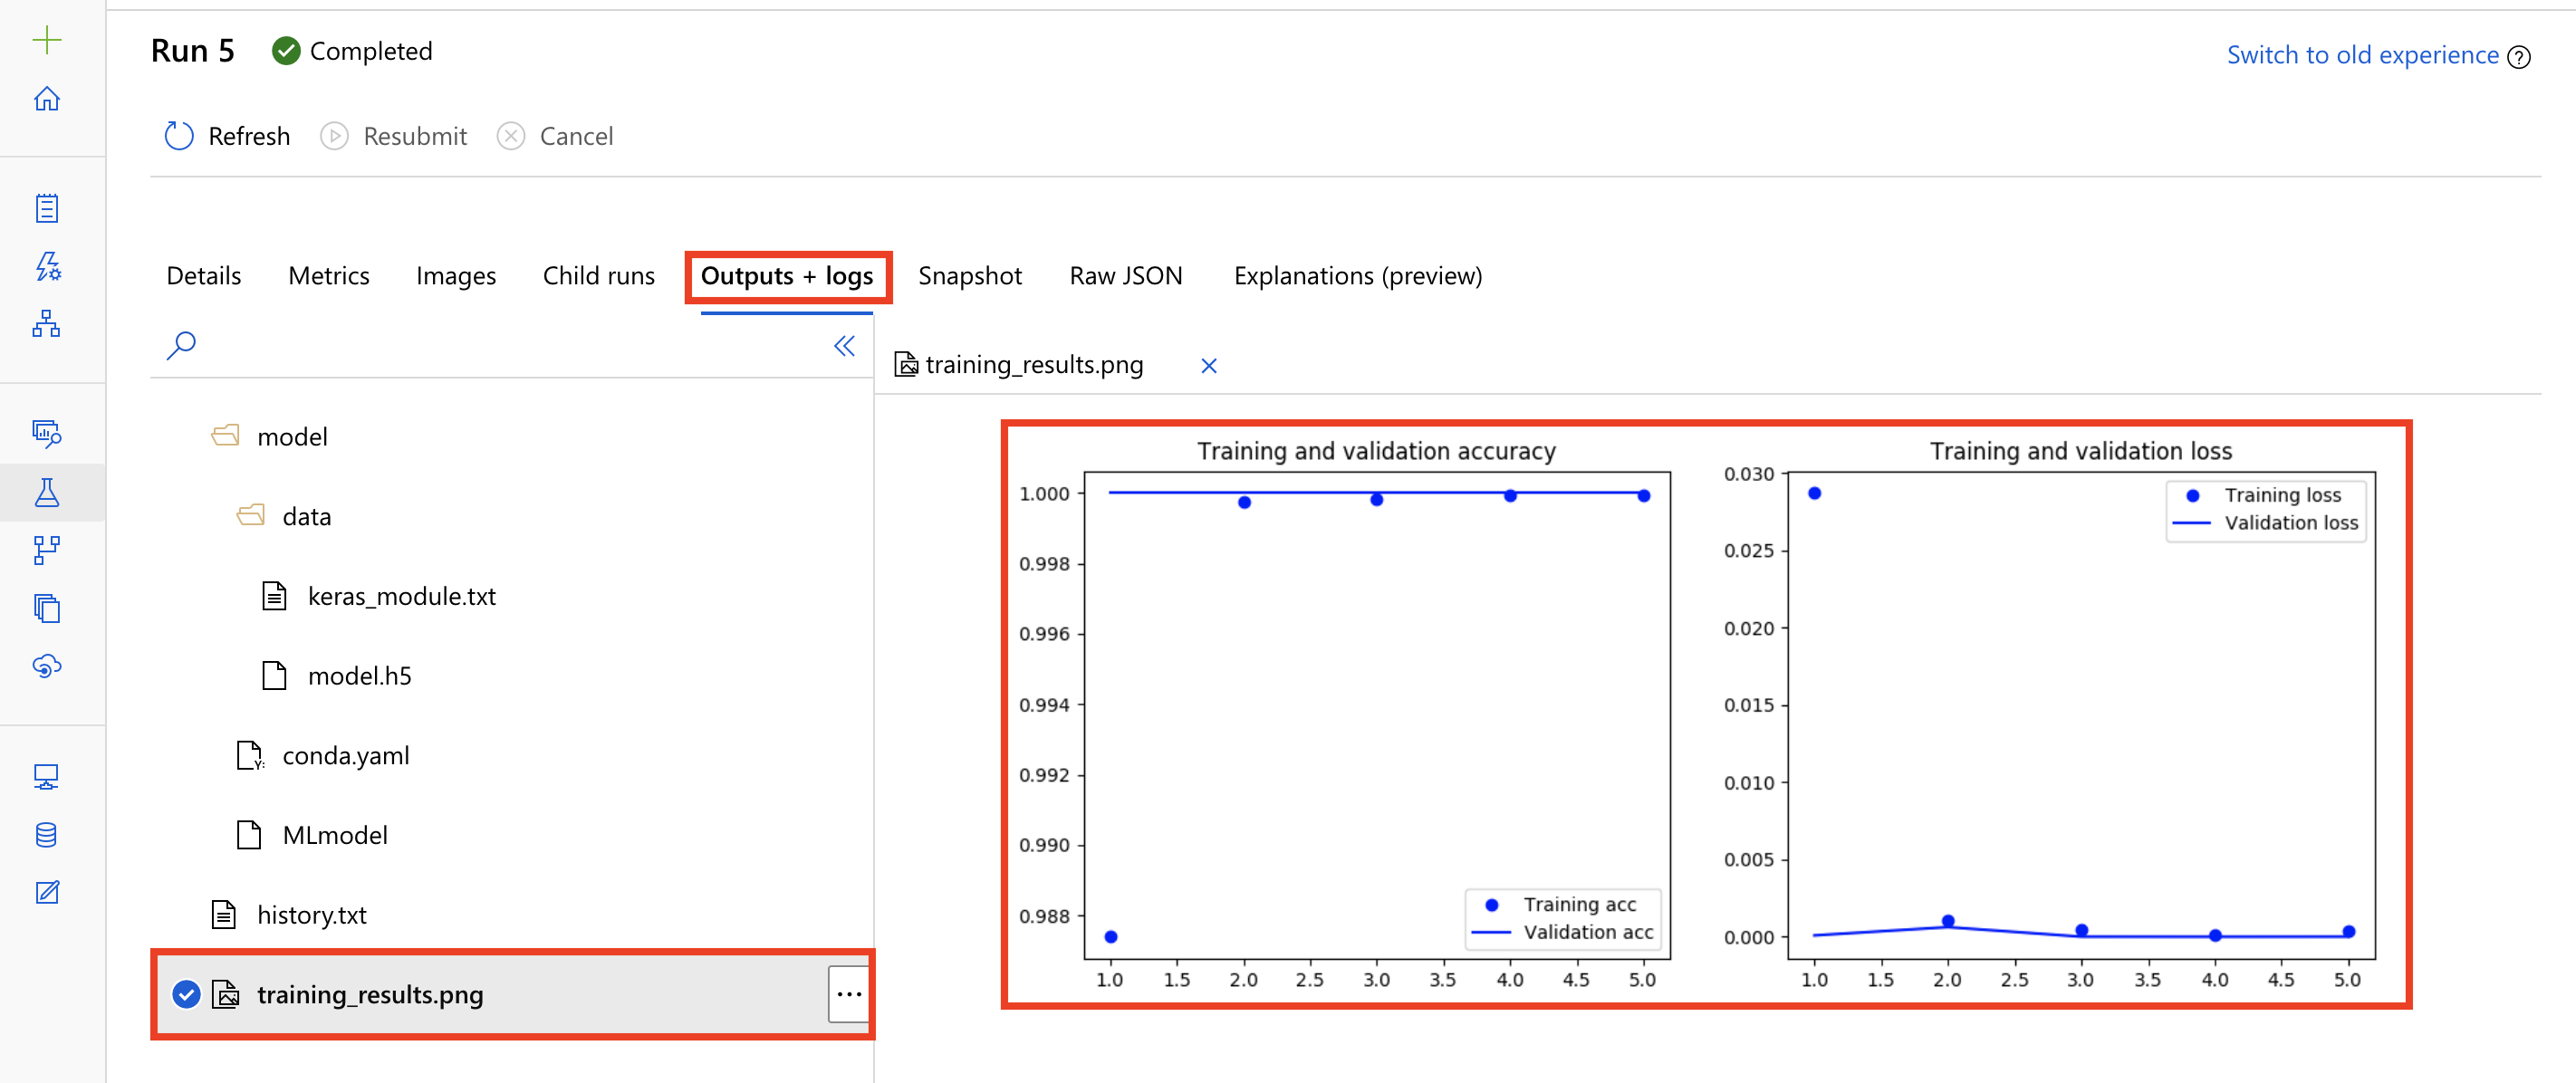 Run 5 Completed
Switch to old experience ?
Refresh Resubmit Cancel
Details Metrics Images Child runs Outputs + logs Snapshot Raw JSON Explanations (preview)
training_results.png
model
data
keras_module.txt
model.h5
conda.yaml
Y:
MLmodel
history.txt
training_results.png ...
Training and validation accuracy
1.000
0.998
0.996
0.994
0.992
0.990
0.988
Training acc
Validation acc
1.0 1.5 2.0 2.5 3.0 3.5 4.0 4.5 5.0
Training and validation loss
0.030
0.025
0.020
0.015
0.010
0.005
0.000
Training loss
Validation loss
1.0 1.5 2.0 2.5 3.0 3.5 4.0 4.5 5.0